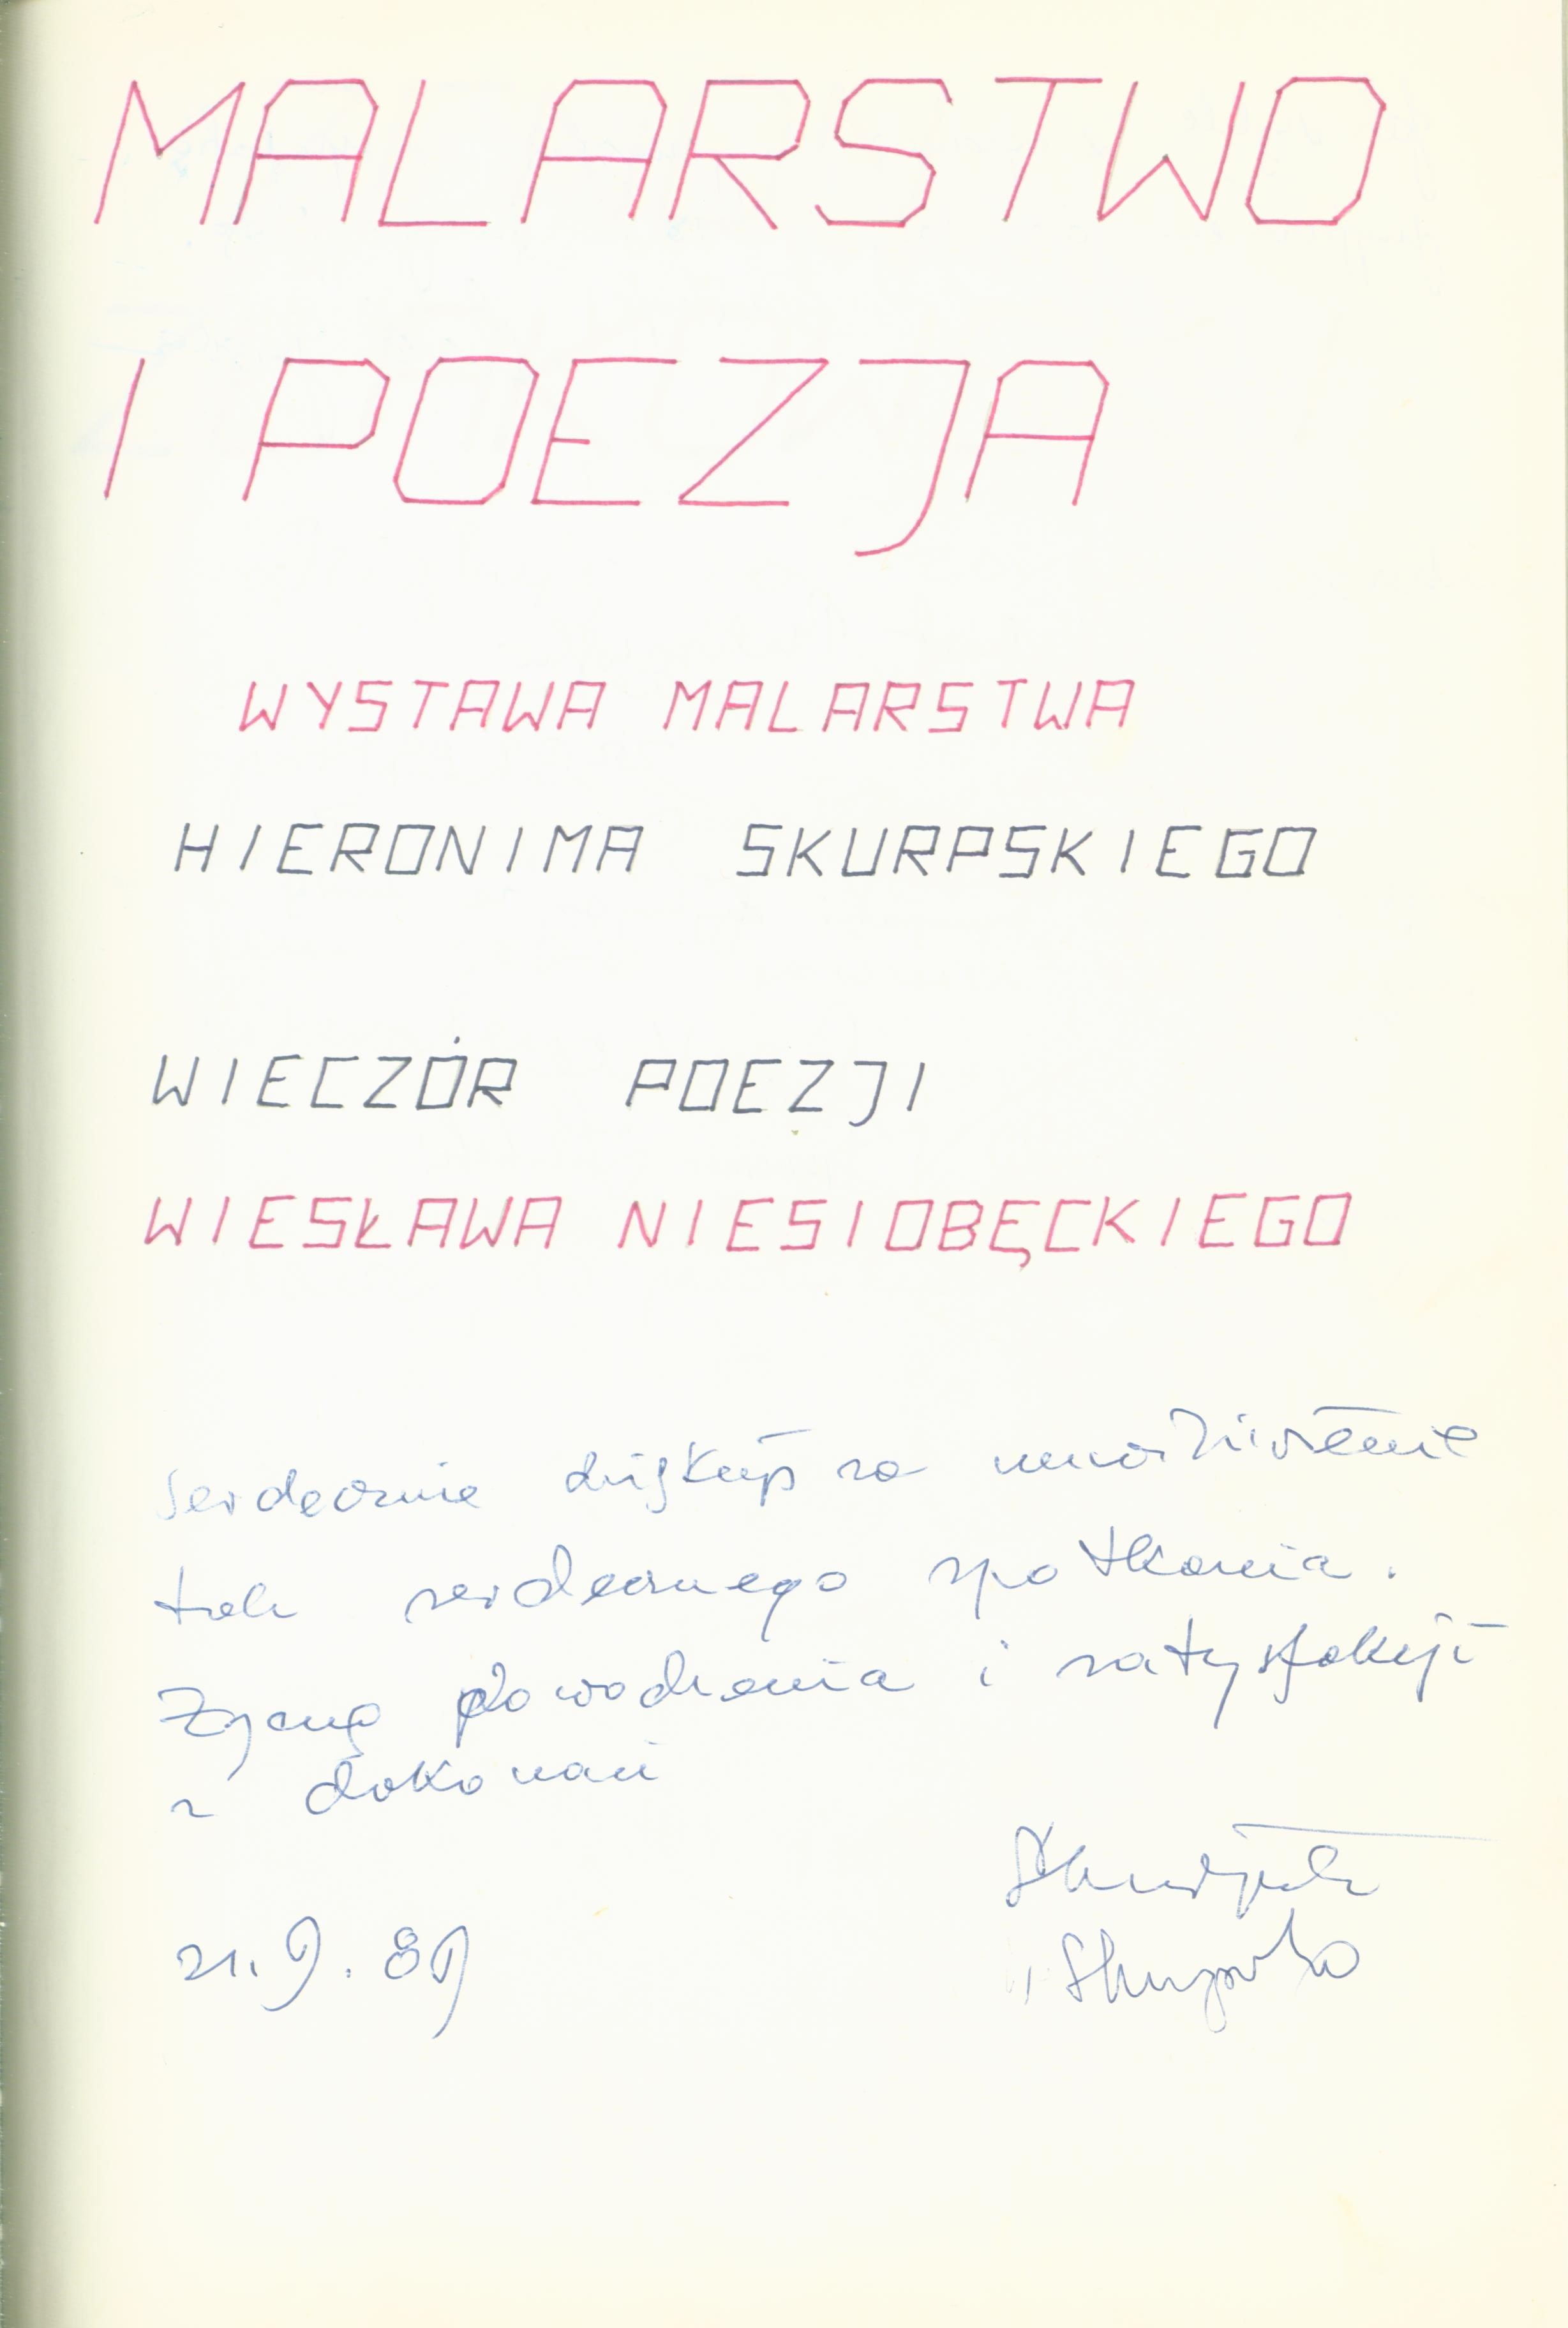 MALARSTWO
I POEZJA
WYSTAWA MALARSTWA
HIERONIMA SKURPSKIEGO
WIECZÓR POEZJI
WIESŁAWA NIESIOBĘCKIEGO
Serdecznie dziękuję za umożliwienie
tak serdecznego spotkania.
Życzę powodzenia i satysfakcji
z dokonań
21.9.89